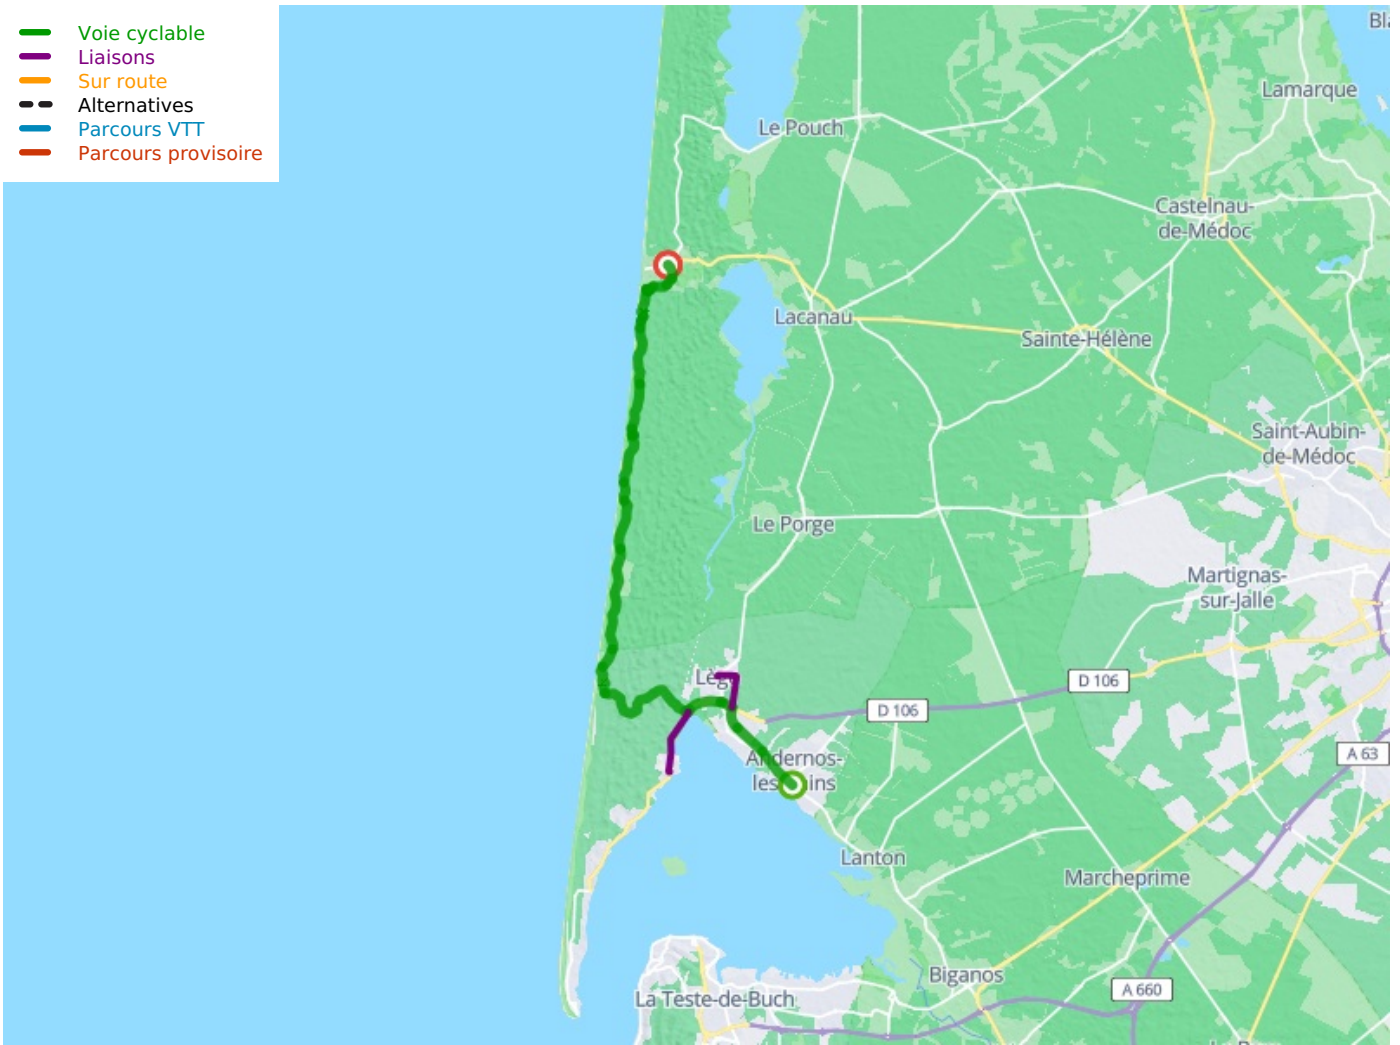 Voie cyclable
Liaisons
Sur route
Alternatives
Parcours VTT
Parcours provisoire
Lamarque
Le Pouch
Castelnau-
de-Médoc
Lacanau
Sainte-Hélène
Saint-Aubin-
de-Médoc
Le Porge
Martignas-
sur-Jalle
D 106
D 106
A 63
Andernos-
Lanton
Marcheprime
Biganos
A 660
La Teste-de-Buch